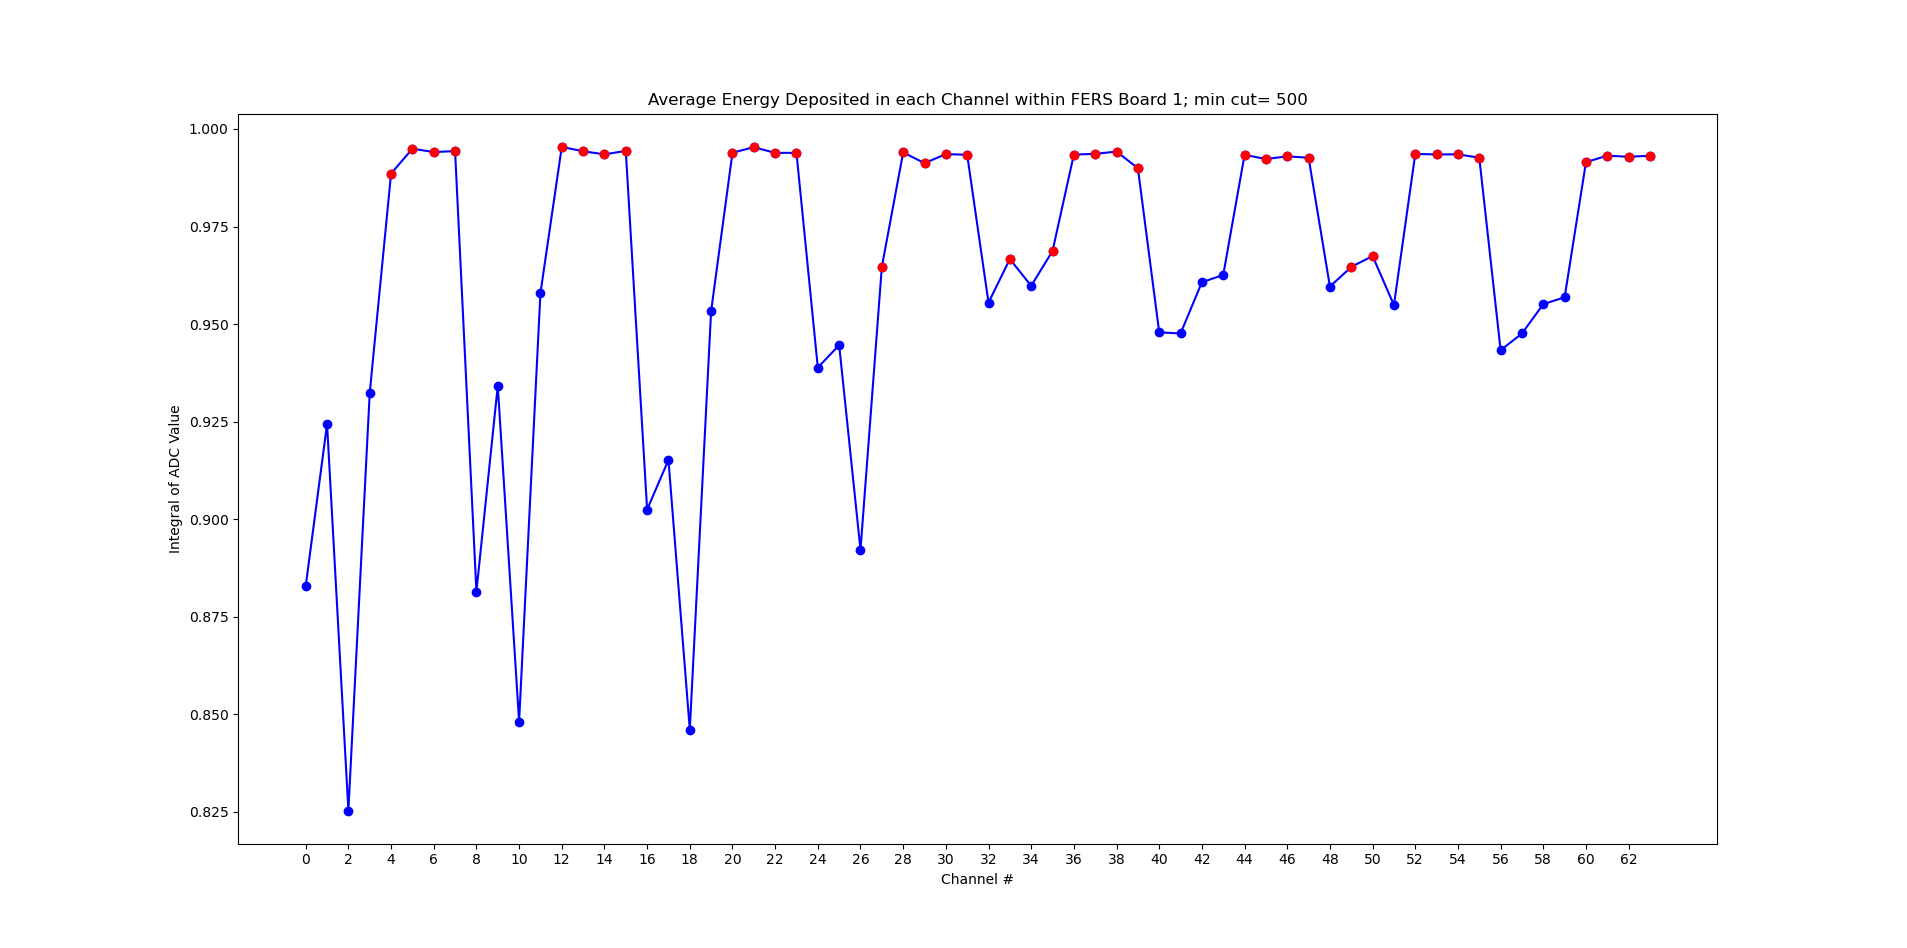 Average Energy Deposited in each Channel within FERS Board 1; min cut= 500
1.000
0.975
0.950
0.925
0.900
0.875
0.850
0.825
Integral of ADC Value
0 2 4 6 8 10 12 14 16 18 20 22 24 26 28 30 32 34 36 38 40 42 44 46 48 50 52 54 56 58 60 62
Channel #